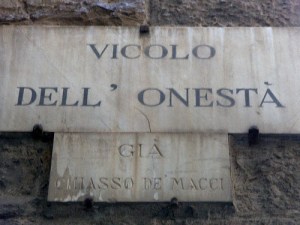 VICOLO
DELL' ONESTÀ
GIÀ
CHIASSO DE' MACCI